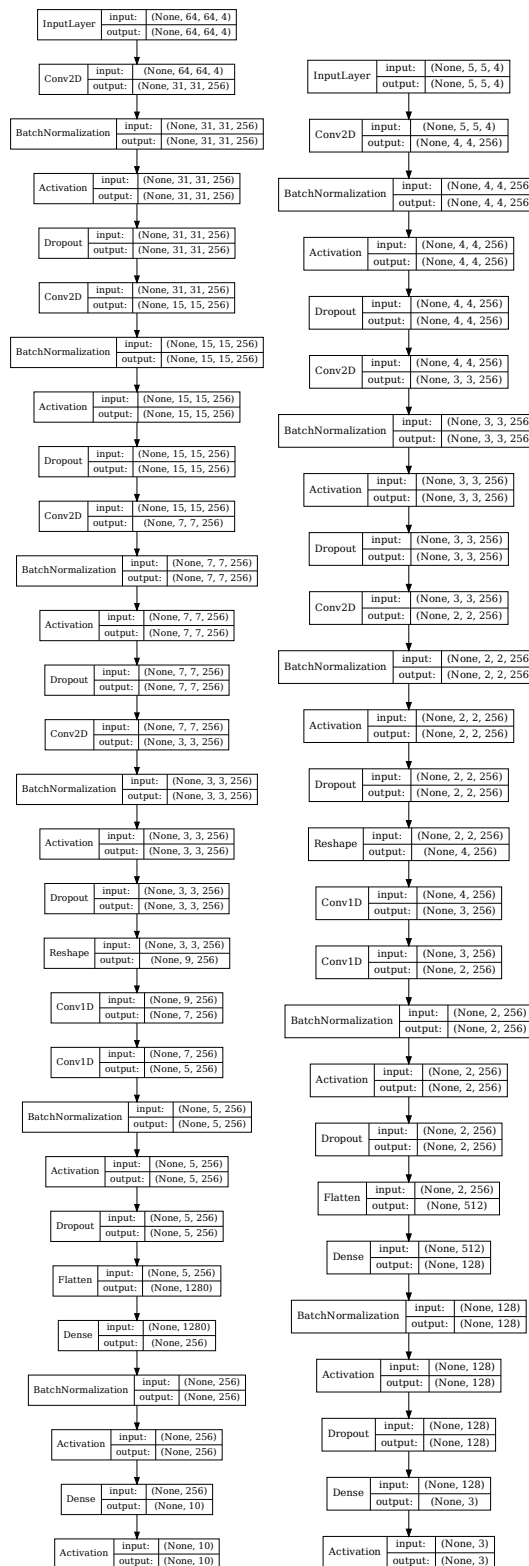 InputLayer input: (None, 64, 64, 4)
output: (None, 64, 64, 4)
Conv2D input: (None, 64, 64, 4)
output: (None, 31, 31, 256)
BatchNormalization input: (None, 31, 31, 256)
output: (None, 31, 31, 256)
Activation input: (None, 31, 31, 256)
output: (None, 31, 31, 256)
Dropout input: (None, 31, 31, 256)
output: (None, 31, 31, 256)
Conv2D input: (None, 31, 31, 256)
output: (None, 15, 15, 256)
BatchNormalization input: (None, 15, 15, 256)
output: (None, 15, 15, 256)
Activation input: (None, 15, 15, 256)
output: (None, 15, 15, 256)
Dropout input: (None, 15, 15, 256)
output: (None, 15, 15, 256)
Conv2D input: (None, 15, 15, 256)
output: (None, 7, 7, 256)
BatchNormalization input: (None, 7, 7, 256)
output: (None, 7, 7, 256)
Activation input: (None, 7, 7, 256)
output: (None, 7, 7, 256)
Dropout input: (None, 7, 7, 256)
output: (None, 7, 7, 256)
Conv2D input: (None, 7, 7, 256)
output: (None, 3, 3, 256)
BatchNormalization input: (None, 3, 3, 256)
output: (None, 3, 3, 256)
Activation input: (None, 3, 3, 256)
output: (None, 3, 3, 256)
Dropout input: (None, 3, 3, 256)
output: (None, 3, 3, 256)
Reshape input: (None, 3, 3, 256)
output: (None, 9, 256)
Conv1D input: (None, 9, 256)
output: (None, 7, 256)
Conv1D input: (None, 7, 256)
output: (None, 5, 256)
BatchNormalization input: (None, 5, 256)
output: (None, 5, 256)
Activation input: (None, 5, 256)
output: (None, 5, 256)
Dropout input: (None, 5, 256)
output: (None, 5, 256)
Flatten input: (None, 5, 256)
output: (None, 1280)
Dense input: (None, 1280)
output: (None, 256)
BatchNormalization input: (None, 256)
output: (None, 256)
Activation input: (None, 256)
output: (None, 256)
Dense input: (None, 256)
output: (None, 10)
Activation input: (None, 10)
output: (None, 10)
InputLayer input: (None, 5, 5, 4)
output: (None, 5, 5, 4)
Conv2D input: (None, 5, 5, 4)
output: (None, 4, 4, 256)
BatchNormalization input: (None, 4, 4, 256
output: (None, 4, 4, 256
Activation input: (None, 4, 4, 256)
output: (None, 4, 4, 256)
Dropout input: (None, 4, 4, 256)
output: (None, 4, 4, 256)
Conv2D input: (None, 4, 4, 256)
output: (None, 3, 3, 256)
BatchNormalization input: (None, 3, 3, 256
output: (None, 3, 3, 256
Activation input: (None, 3, 3, 256)
output: (None, 3, 3, 256)
Dropout input: (None, 3, 3, 256)
output: (None, 3, 3, 256)
Conv2D input: (None, 3, 3, 256)
output: (None, 2, 2, 256)
BatchNormalization input: (None, 2, 2, 256
output: (None, 2, 2, 256
Activation input: (None, 2, 2, 256)
output: (None, 2, 2, 256)
Dropout input: (None, 2, 2, 256)
output: (None, 2, 2, 256)
Reshape input: (None, 2, 2, 256)
output: (None, 4, 256)
Conv1D input: (None, 4, 256)
output: (None, 3, 256)
Conv1D input: (None, 3, 256)
output: (None, 2, 256)
BatchNormalization input: (None, 2, 256)
output: (None, 2, 256)
Activation input: (None, 2, 256)
output: (None, 2, 256)
Dropout input: (None, 2, 256)
output: (None, 2, 256)
Flatten input: (None, 2, 256)
output: (None, 512)
Dense input: (None, 512)
output: (None, 128)
BatchNormalization input: (None, 128)
output: (None, 128)
Activation input: (None, 128)
output: (None, 128)
Dropout input: (None, 128)
output: (None, 128)
Dense input: (None, 128)
output: (None, 3)
Activation input: (None, 3)
output: (None, 3)